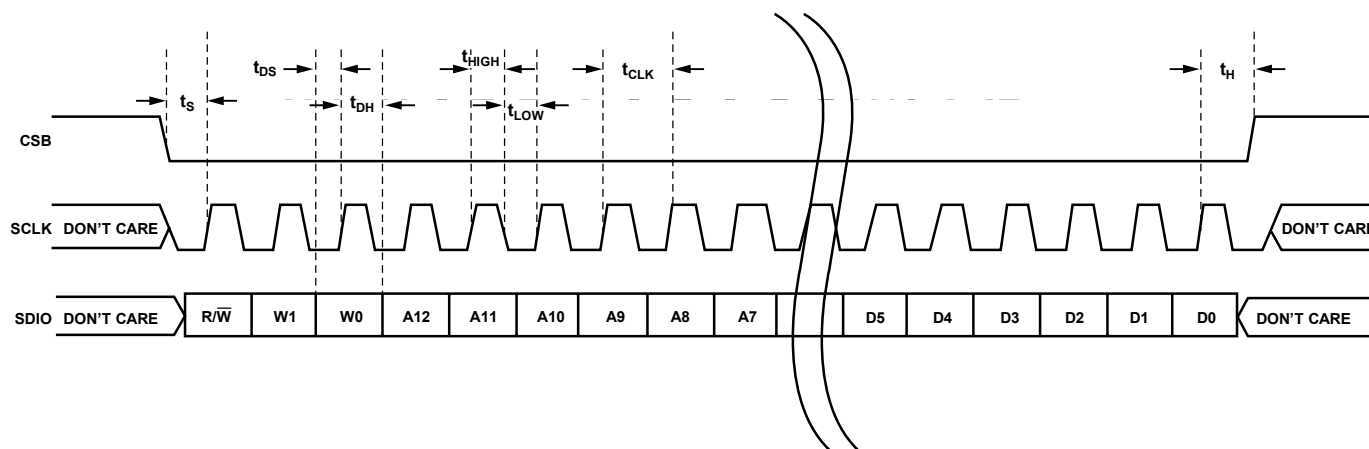 tDS tHIGH tCLK tH
tS tDH tLOW
CSB
SCLK DON'T CARE DON'T CARE
SDIO DON'T CARE R/W̅ W1 W0 A12 A11 A10 A9 A8 A7 D5 D4 D3 D2 D1 D0 DON'T CARE